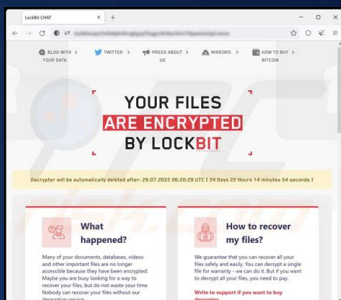 LockBit CHAT
BLOG WITH > YOUR DATA
TWITTER >
PRESS ABOUT > US
MIRRORS >
HOW TO BUY > BITCOIN
YOUR FILES
ARE ENCRYPTED
BY LOCKBIT
Decryptor will be automatically deleted after: 29.07.2022 06:20:29 UTC ( 24 Days 22 Hours 14 minutes 54 seconds )
What
happened?
Many of your documents, databases, videos
and other important files are no longer
accessible because they have been encrypted.
Maybe you are busy looking for a way to
recover your files, but do not waste your time.
Nobody can recover your files without our
decryption service.
How to recover
my files?
We guarantee that you can recover all your
files safely and easily. You can decrypt a single
file for warranty - we can do it. But if you want
to decrypt all your files, you need to pay.
Write to support if you want to buy
decryptor.